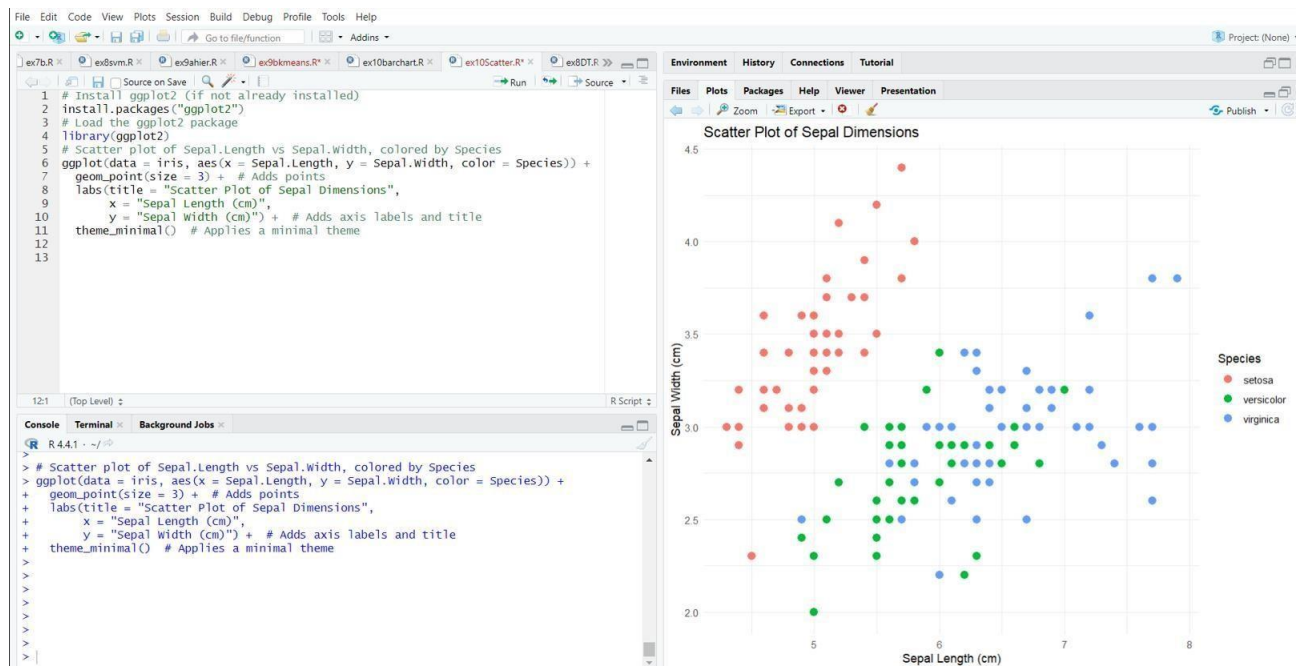 File Edit Code View Plots Session Build Debug Profile Tools Help
Go to file/function Addins Project: (None)
ex7b.R ex8svm.R ex9ahier.R ex9bkmeans.R* ex10barchart.R ex10Scatter.R* ex8DT.R
Source on Save Run Source
1 # Install ggplot2 (if not already installed)
2 install.packages("ggplot2")
3 # Load the ggplot2 package
4 library(ggplot2)
5 # Scatter plot of Sepal.Length vs Sepal.Width, colored by Species
6 ggplot(data = iris, aes(x = Sepal.Length, y = Sepal.Width, color = Species)) +
7 geom_point(size = 3) + # Adds points
8 labs(title = "Scatter Plot of Sepal Dimensions",
9 x = "Sepal Length (cm)",
10 y = "Sepal Width (cm)") + # Adds axis labels and title
11 theme_minimal() # Applies a minimal theme
12
13
12:1 (Top Level) R Script
Console Terminal Background Jobs
R R 4.4.1 · ~/
>
> # Scatter plot of Sepal.Length vs Sepal.Width, colored by Species
> ggplot(data = iris, aes(x = Sepal.Length, y = Sepal.Width, color = Species)) +
+ geom_point(size = 3) + # Adds points
+ labs(title = "Scatter Plot of Sepal Dimensions",
+ x = "Sepal Length (cm)",
+ y = "Sepal Width (cm)") + # Adds axis labels and title
+ theme_minimal() # Applies a minimal theme
>
>
>
>
>
>
>
>
Environment History Connections Tutorial
Files Plots Packages Help Viewer Presentation
Zoom Export Publish
Scatter Plot of Sepal Dimensions
4.5
4.0
3.5
3.0
2.5
2.0
Sepal Width (cm)
5 6 7 8
Sepal Length (cm)
Species
setosa
versicolor
virginica